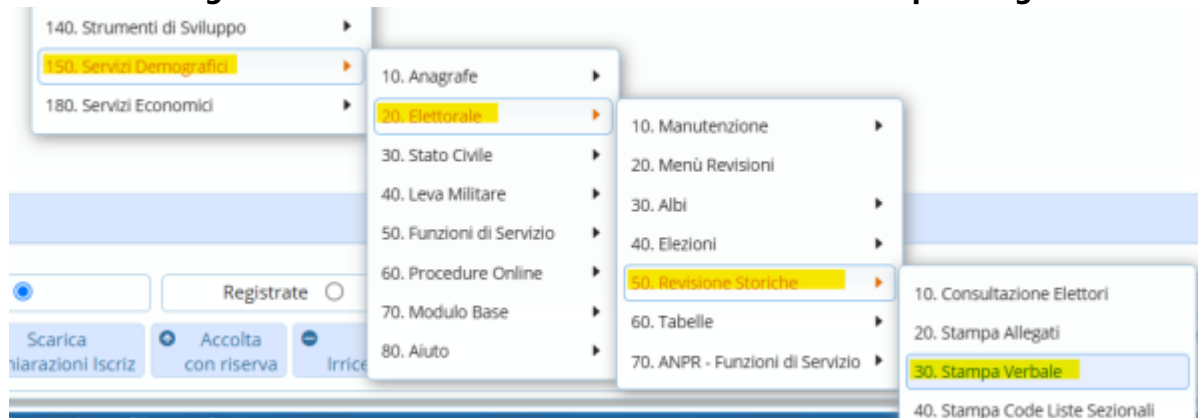 140. Strumenti di Sviluppo
150. Servizi Demografici
180. Servizi Economici
10. Anagrafe
20. Elettorale
30. Stato Civile
40. Leva Militare
50. Funzioni di Servizio
60. Procedure Online
70. Modulo Base
80. Aiuto
10. Manutenzione
20. Menù Revisioni
30. Albi
40. Elezioni
50. Revisione Storiche
60. Tabelle
70. ANPR - Funzioni di Servizio
10. Consultazione Elettori
20. Stampa Allegati
30. Stampa Verbale
40. Stampa Code Liste Sezionali
Registrate
Scarica
iarazioni Iscriz
Accolta
con riserva
Irrice